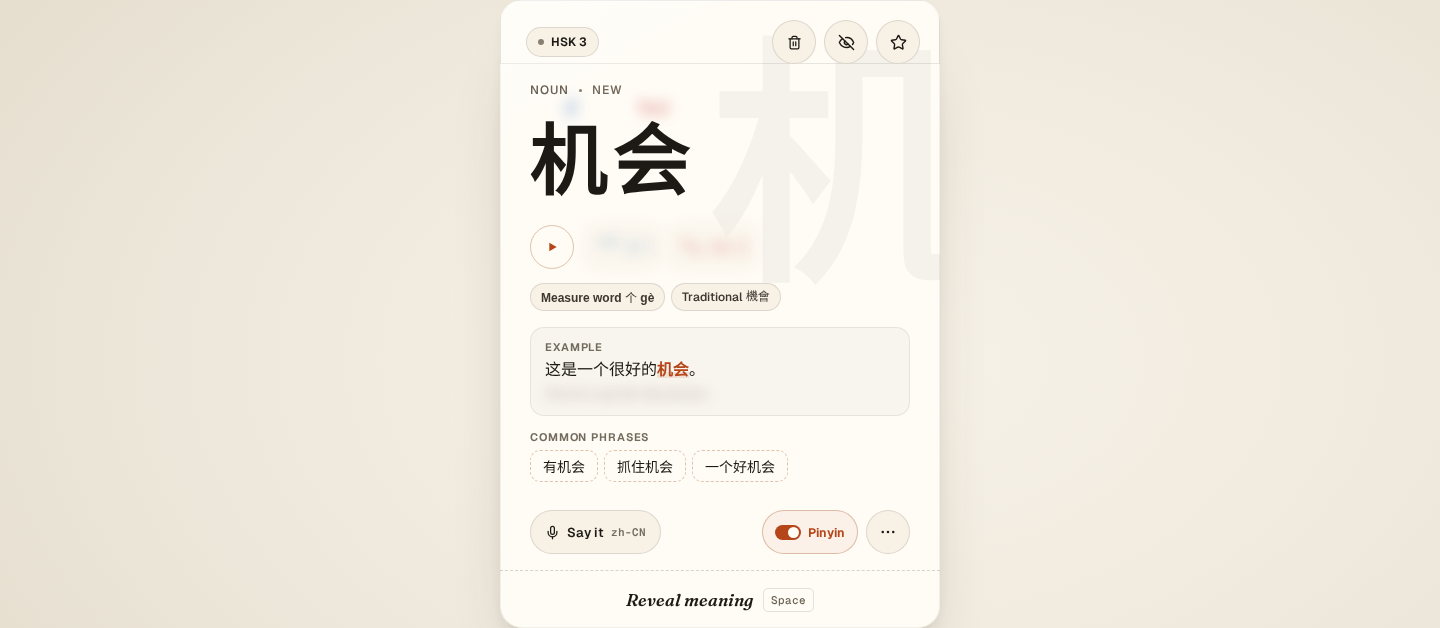 HSK 3
NOUN • NEW
机会
机
Measure word 个 gè
Traditional 機會
EXAMPLE
这是一个很好的机会。
COMMON PHRASES
有机会
抓住机会
一个好机会
Say it zh-CN
Pinyin
Reveal meaning Space